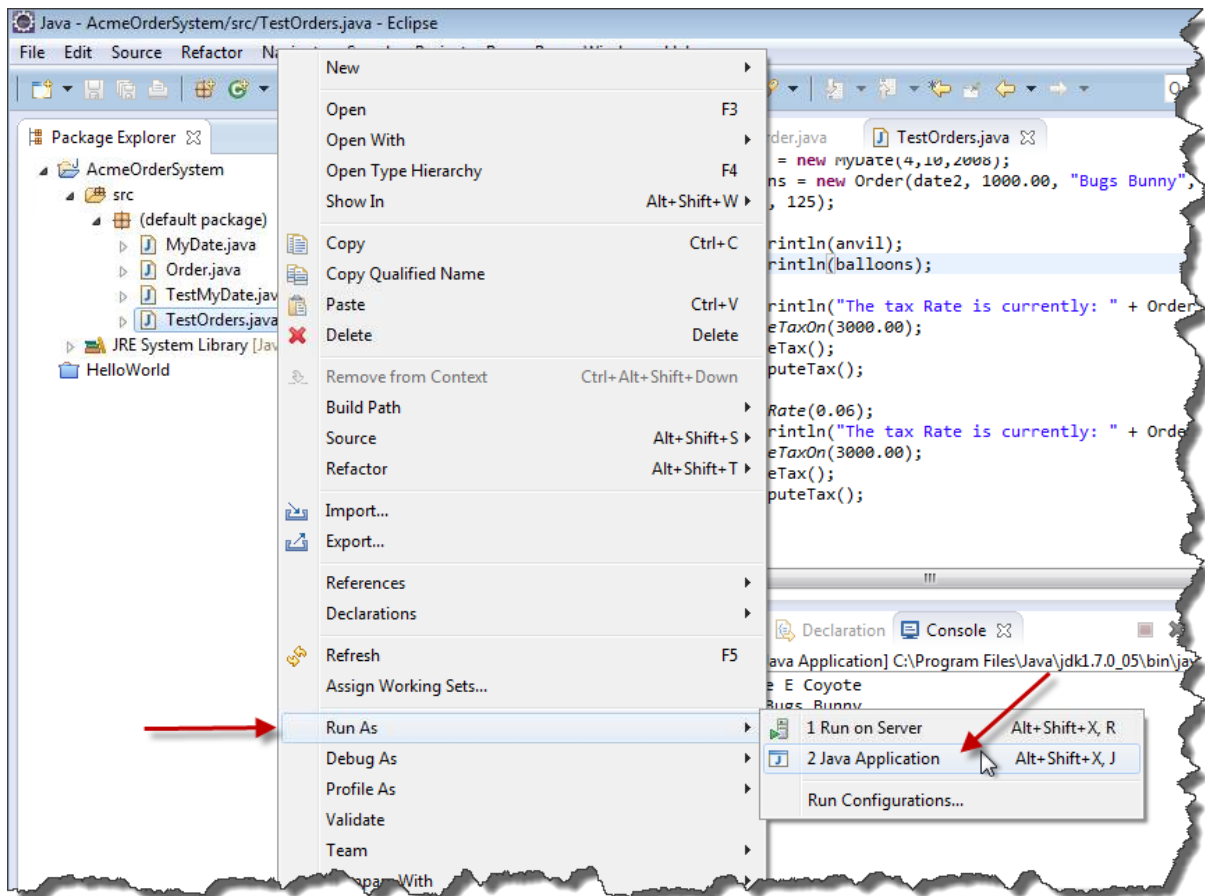 Java - AcmeOrderSystem/src/TestOrders.java - Eclipse
File Edit Source Refactor
Package Explorer
AcmeOrderSystem
src
(default package)
MyDate.java
Order.java
TestMyDate.jav
TestOrders.java
JRE System Library [Jav
HelloWorld
New
Open F3
Open With
Open Type Hierarchy F4
Show In Alt+Shift+W
Copy Ctrl+C
Copy Qualified Name
Paste Ctrl+V
Delete Delete
Remove from Context Ctrl+Alt+Shift+Down
Build Path
Source Alt+Shift+S
Refactor Alt+Shift+T
Import...
Export...
References
Declarations
Refresh F5
Assign Working Sets...
Run As
Debug As
Profile As
Validate
Team
With
der.java TestOrders.java
= new MyDate(4,10,2008);
ns = new Order(date2, 1000.00, "Bugs Bunny",
, 125);
rintln(anvil);
rintln(balloons);
rintln("The tax Rate is currently: " + Order
eTaxOn(3000.00);
eTax();
puteTax();
Rate(0.06);
rintln("The tax Rate is currently: " + Orde
eTaxOn(3000.00);
eTax();
puteTax();
Declaration Console
ava Application] C:\Program Files\Java\jdk1.7.0_05\bin\jav
e E Coyote
Bugs Bunny
1 Run on Server Alt+Shift+X, R
2 Java Application Alt+Shift+X, J
Run Configurations...